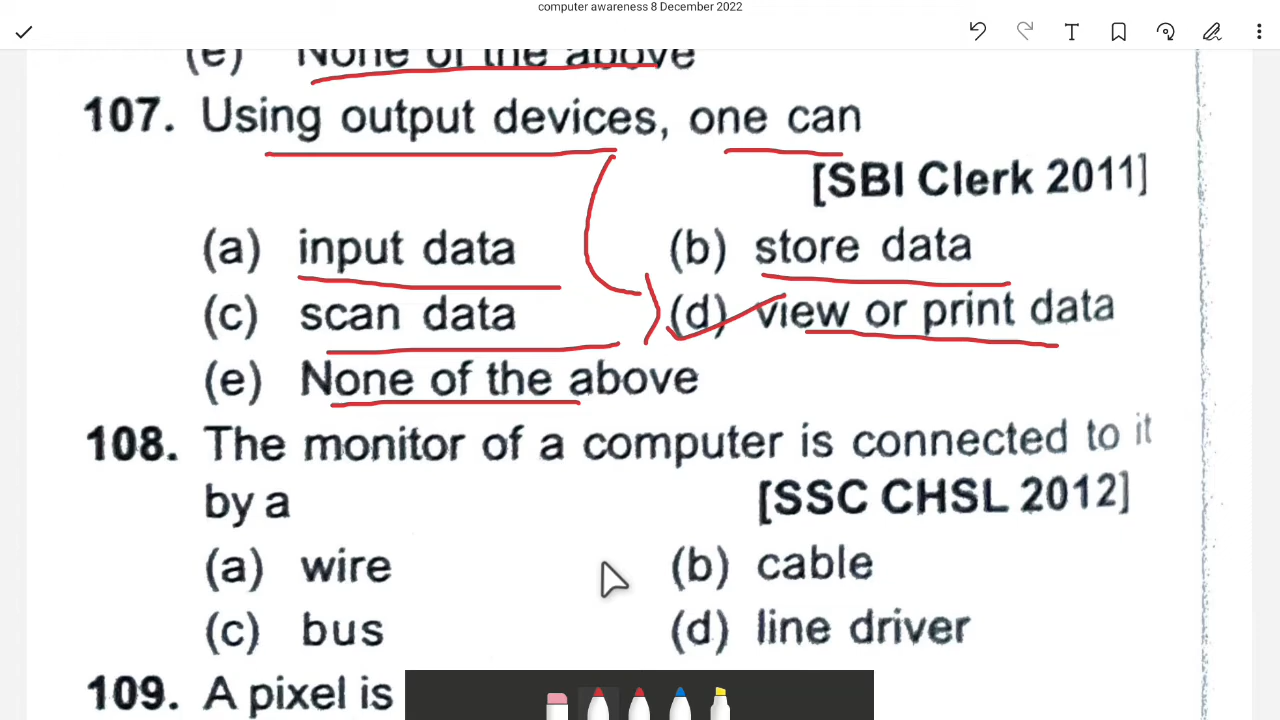 computer awareness 8 December 2022
(e) None of the above
107. Using output devices, one can
[SBI Clerk 2011]
(a) input data (b) store data
(c) scan data (d) view or print data
(e) None of the above
108. The monitor of a computer is connected to it
by a [SSC CHSL 2012]
(a) wire (b) cable
(c) bus (d) line driver
109. A pixel is